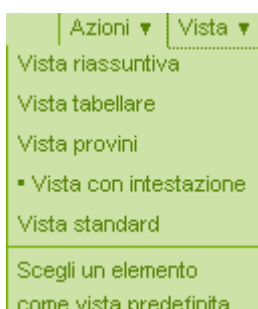 Azioni ▼ Vista ▼
Vista riassuntiva
Vista tabellare
Vista provini
▪ Vista con intestazione
Vista standard
Scegli un elemento
come vista predefinita